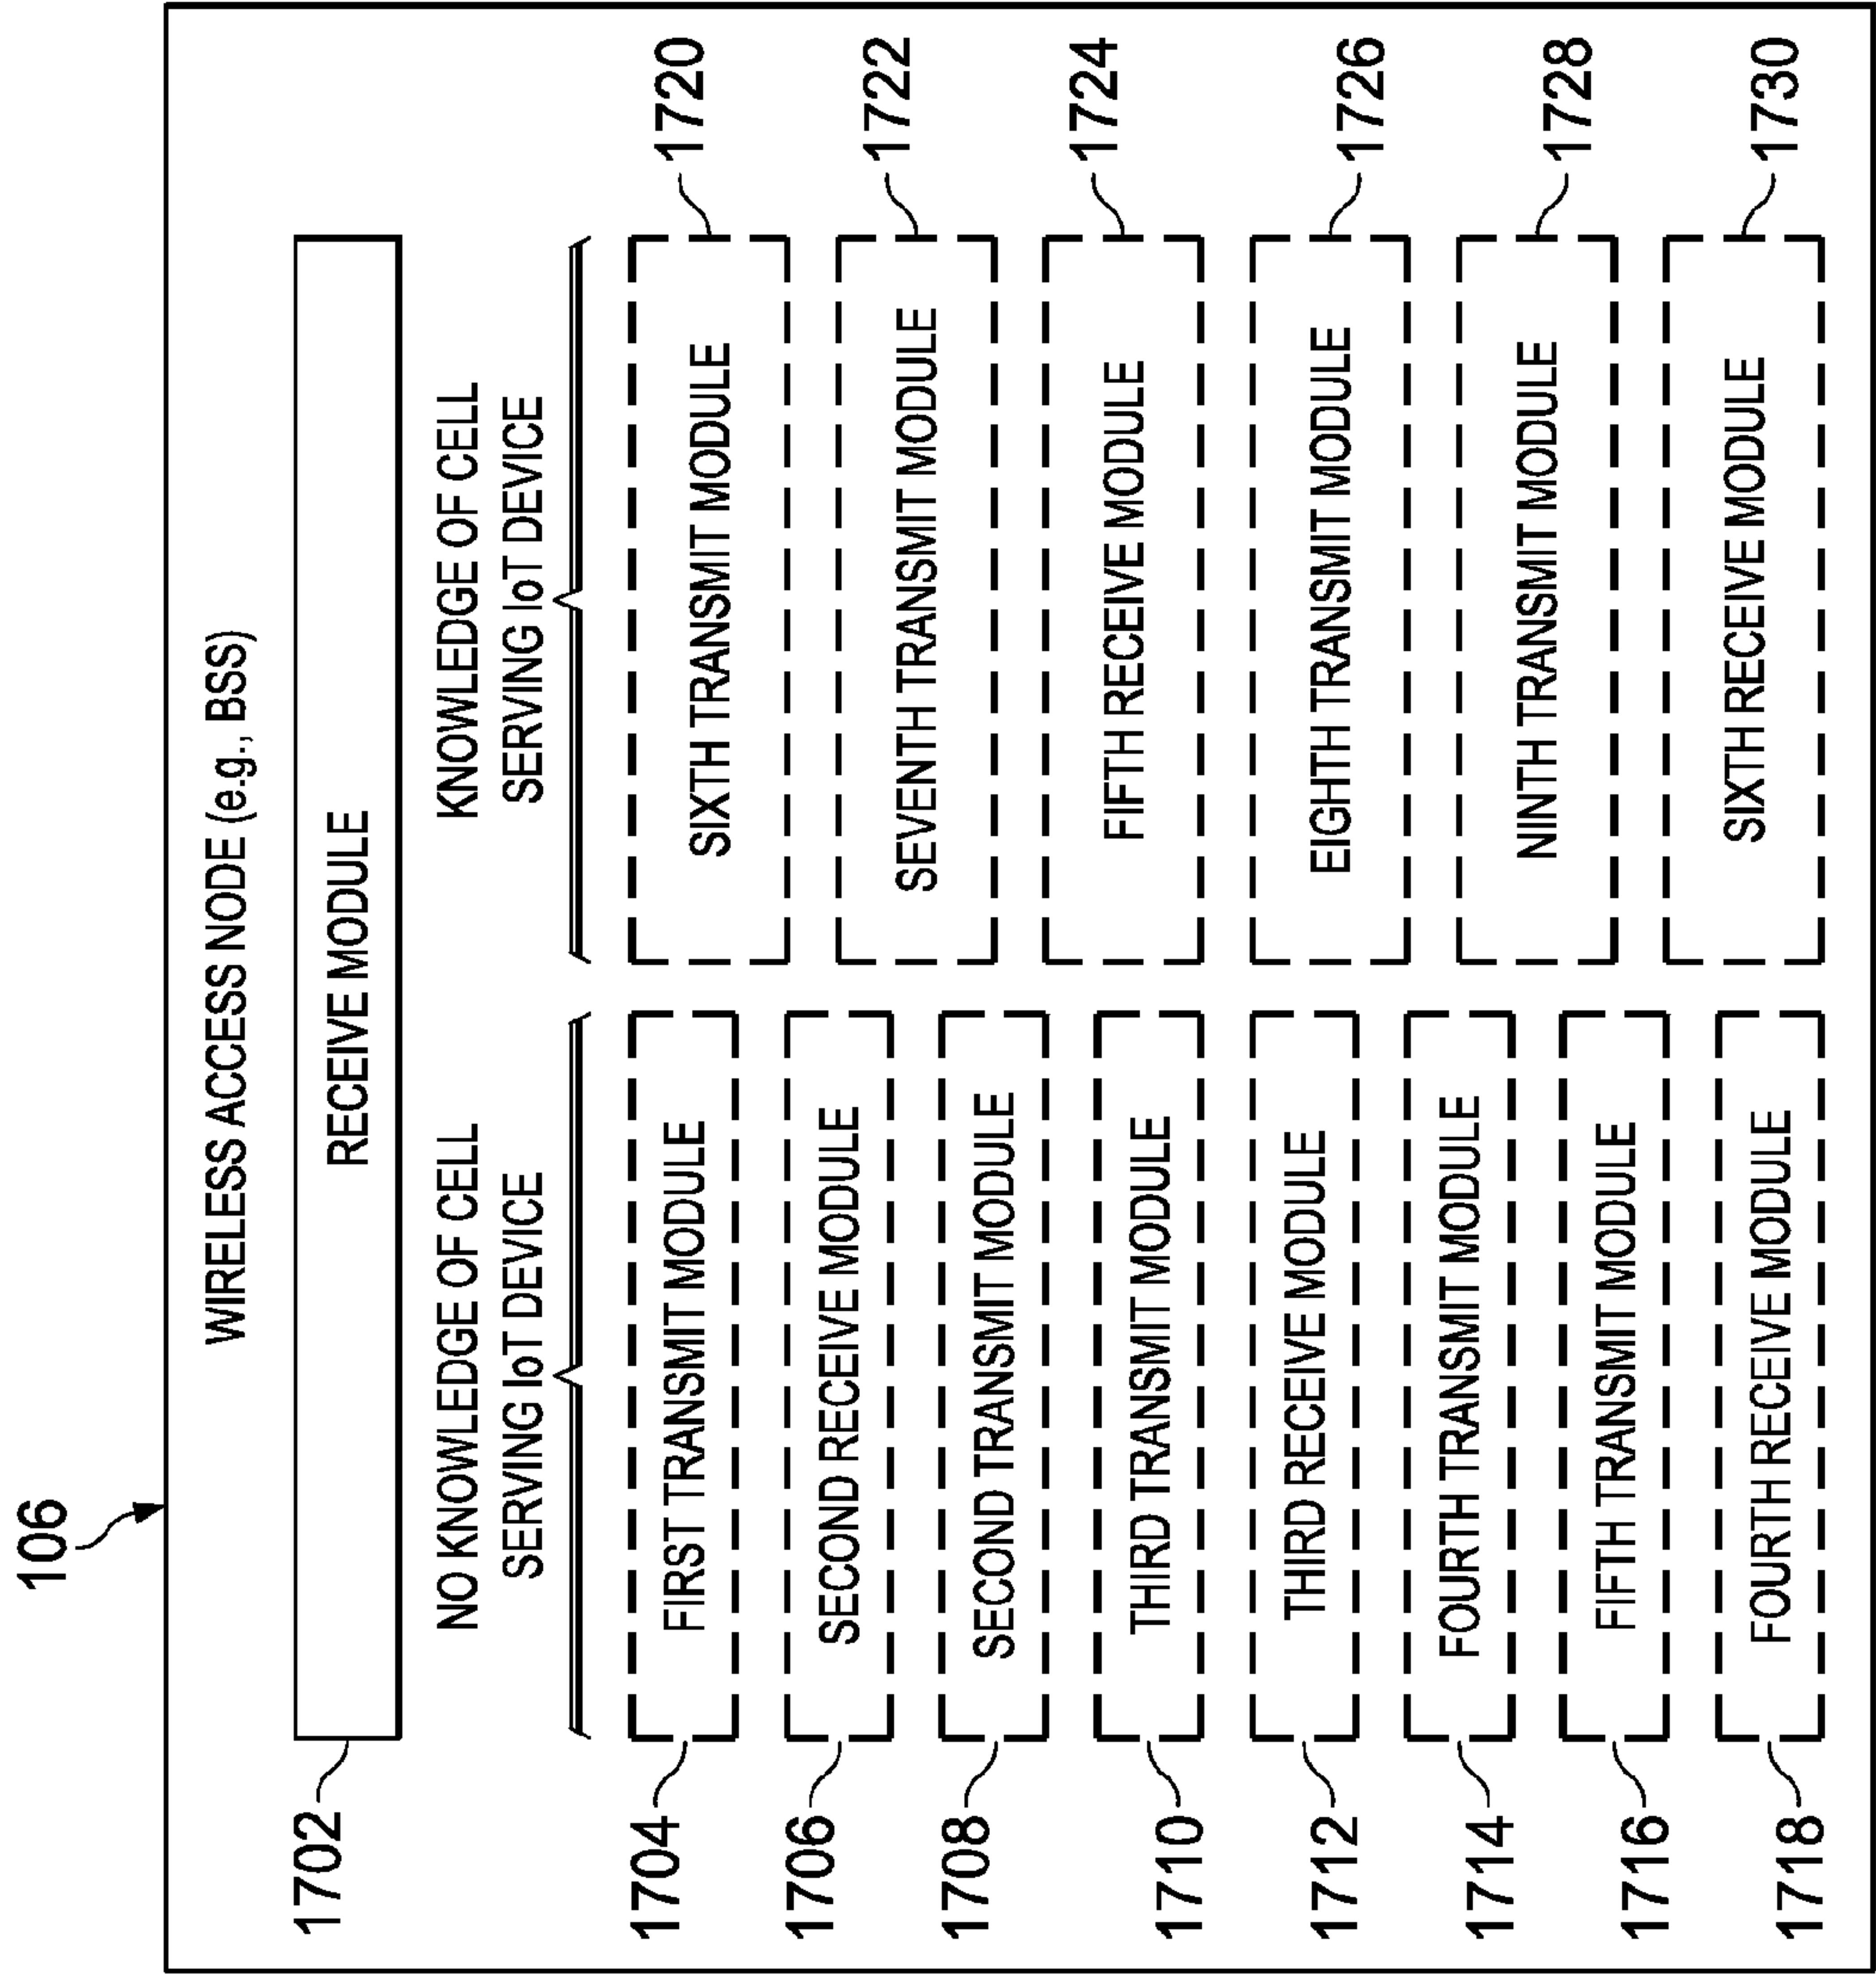 106
WIRELESS ACCESS NODE (e.g., BSS)
1702
RECEIVE MODULE
NO KNOWLEDGE OF CELL
SERVING IoT DEVICE
1704
FIRST TRANSMIT MODULE
1706
SECOND RECEIVE MODULE
1708
SECOND TRANSMIT MODULE
1710
THIRD TRANSMIT MODULE
1712
THIRD RECEIVE MODULE
1714
FOURTH TRANSMIT MODULE
1716
FIFTH TRANSMIT MODULE
1718
FOURTH RECEIVE MODULE
KNOWLEDGE OF CELL
SERVING IoT DEVICE
SIXTH TRANSMIT MODULE
1720
SEVENTH TRANSMIT MODULE
1722
FIFTH RECEIVE MODULE
1724
EIGHTH TRANSMIT MODULE
1726
NINTH TRANSMIT MODULE
1728
SIXTH RECEIVE MODULE
1730